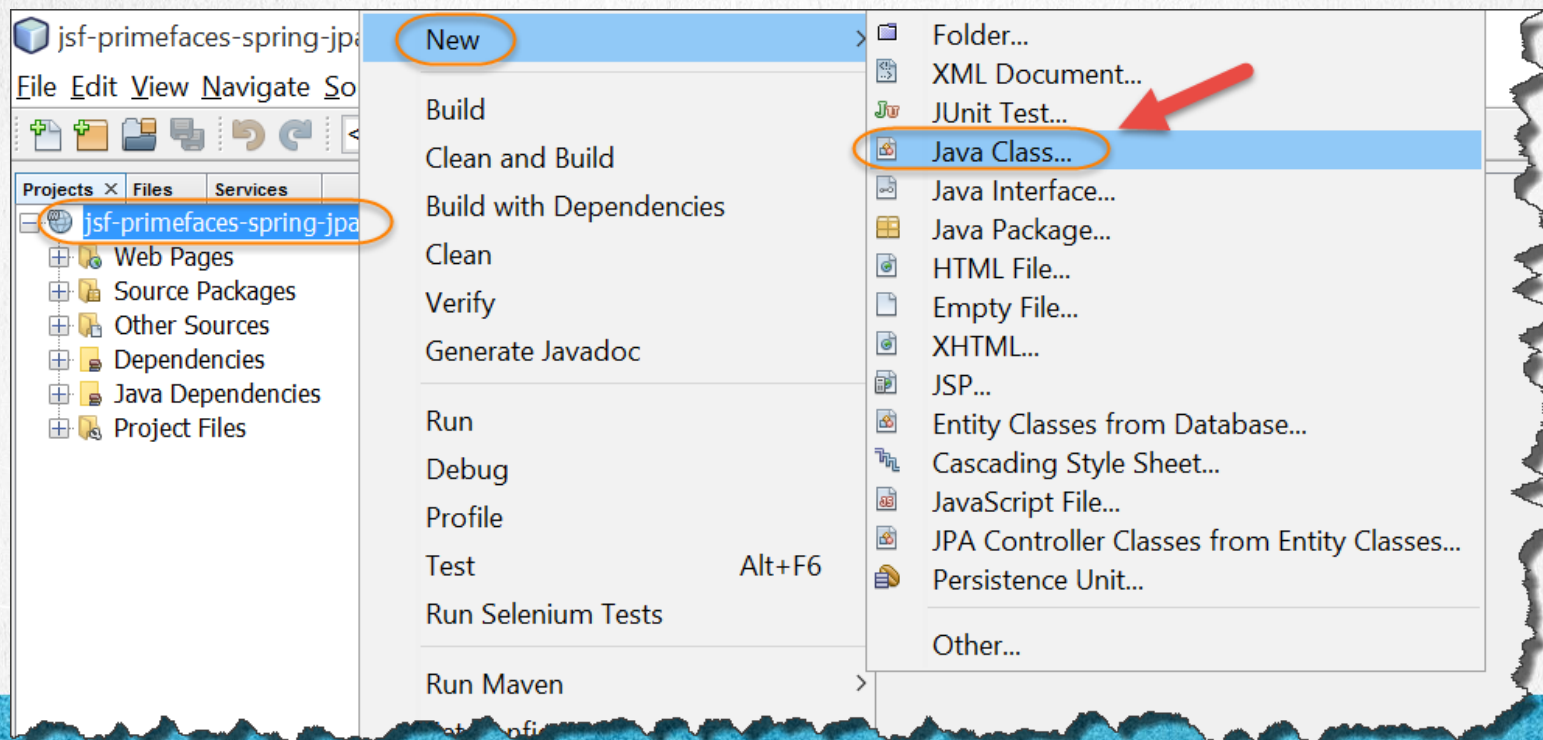 jsf-primefaces-spring-jpa
File Edit View Navigate So
<
Projects × Files Services
jsf-primefaces-spring-jpa
Web Pages
Source Packages
Other Sources
Dependencies
Java Dependencies
Project Files
New
Build
Clean and Build
Build with Dependencies
Clean
Verify
Generate Javadoc
Run
Debug
Profile
Test Alt+F6
Run Selenium Tests
Run Maven
Folder...
XML Document...
JUnit Test...
Java Class...
Java Interface...
Java Package...
HTML File...
Empty File...
XHTML...
JSP...
Entity Classes from Database...
Cascading Style Sheet...
JavaScript File...
JPA Controller Classes from Entity Classes...
Persistence Unit...
Other...